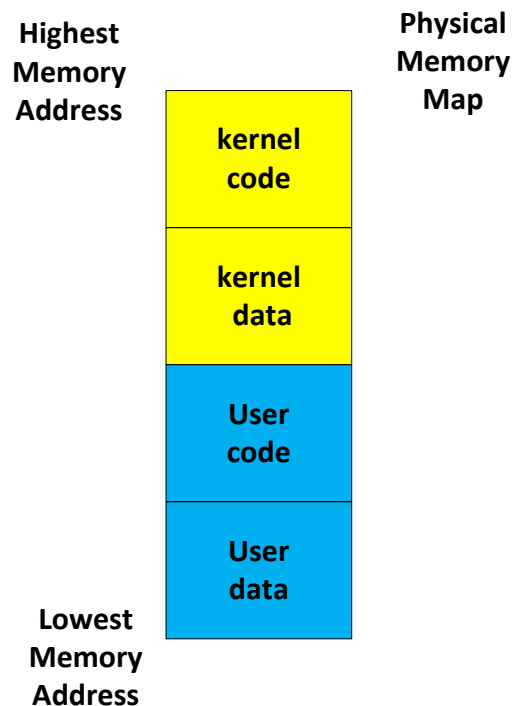 Highest
Memory
Address
Physical
Memory
Map
kernel
code
kernel
data
User
code
User
data
Lowest
Memory
Address